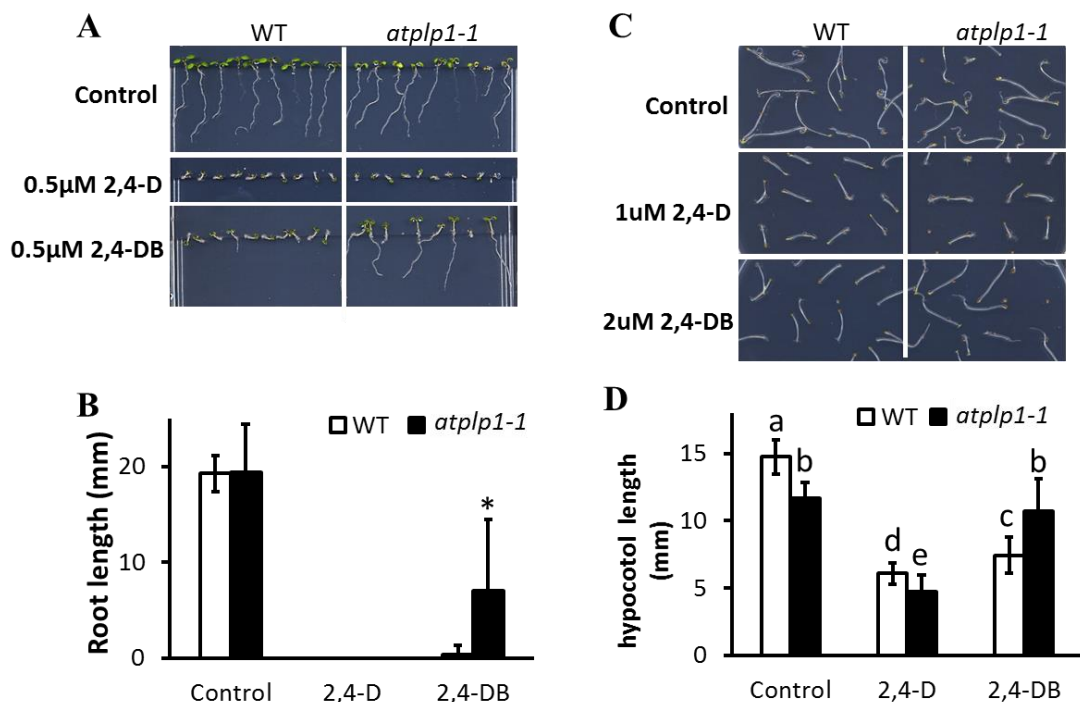 A
WT atplp1-1
Control
0.5µM 2,4-D
0.5µM 2,4-DB
B
WT atplp1-1
Root length (mm)
20
10
0
*
Control 2,4-D 2,4-DB
C
WT atplp1-1
Control
1uM 2,4-D
2uM 2,4-DB
D
WT atplp1-1
hypocotol length
(mm)
15
10
5
0
a b d e c b
Control 2,4-D 2,4-DB